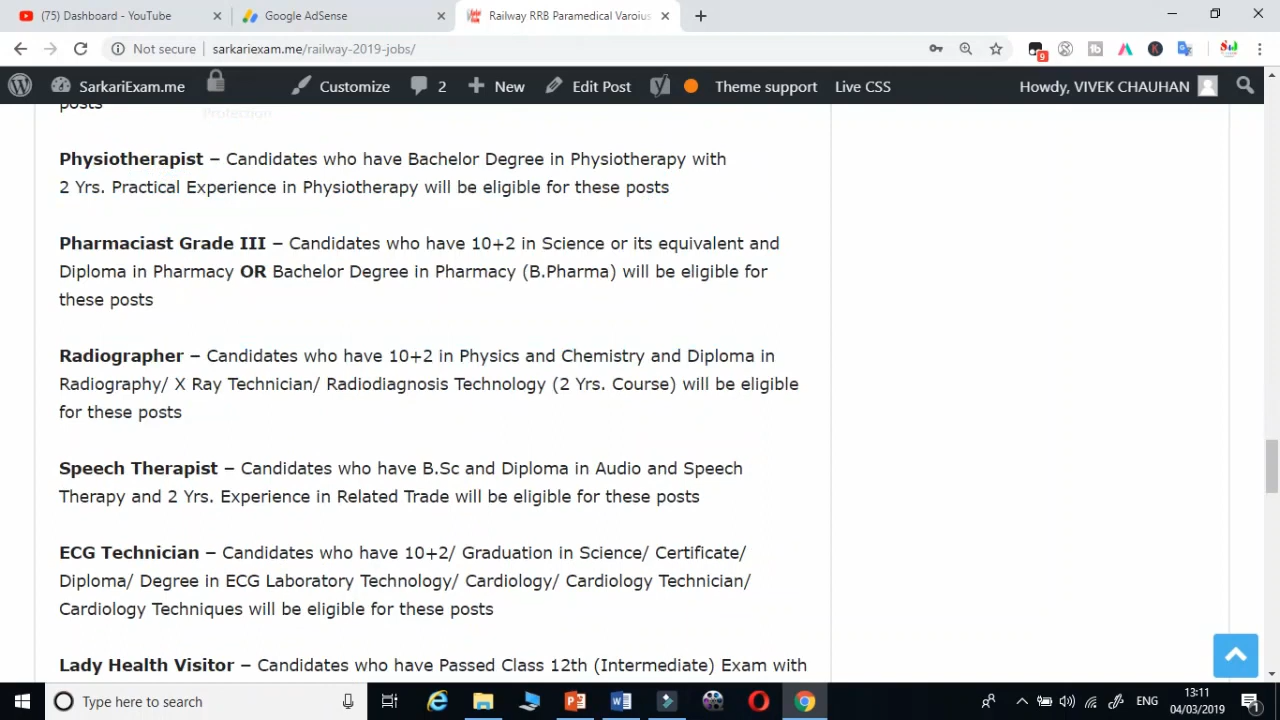 (75) Dashboard - YouTube
Google AdSense
Railway RRB Paramedical Varoius
Not secure
sarkariexam.me/railway-2019-jobs/
9
SarkariExam.me
Customize
2
New
Edit Post
Theme support
Live CSS
Howdy, VIVEK CHAUHAN
posts
Protection
Physiotherapist – Candidates who have Bachelor Degree in Physiotherapy with
2 Yrs. Practical Experience in Physiotherapy will be eligible for these posts
Pharmaciast Grade III – Candidates who have 10+2 in Science or its equivalent and
Diploma in Pharmacy OR Bachelor Degree in Pharmacy (B.Pharma) will be eligible for
these posts
Radiographer – Candidates who have 10+2 in Physics and Chemistry and Diploma in
Radiography/ X Ray Technician/ Radiodiagnosis Technology (2 Yrs. Course) will be eligible
for these posts
Speech Therapist – Candidates who have B.Sc and Diploma in Audio and Speech
Therapy and 2 Yrs. Experience in Related Trade will be eligible for these posts
ECG Technician – Candidates who have 10+2/ Graduation in Science/ Certificate/
Diploma/ Degree in ECG Laboratory Technology/ Cardiology/ Cardiology Technician/
Cardiology Techniques will be eligible for these posts
Lady Health Visitor – Candidates who have Passed Class 12th (Intermediate) Exam with
Type here to search
ENG
13:11
04/03/2019
1